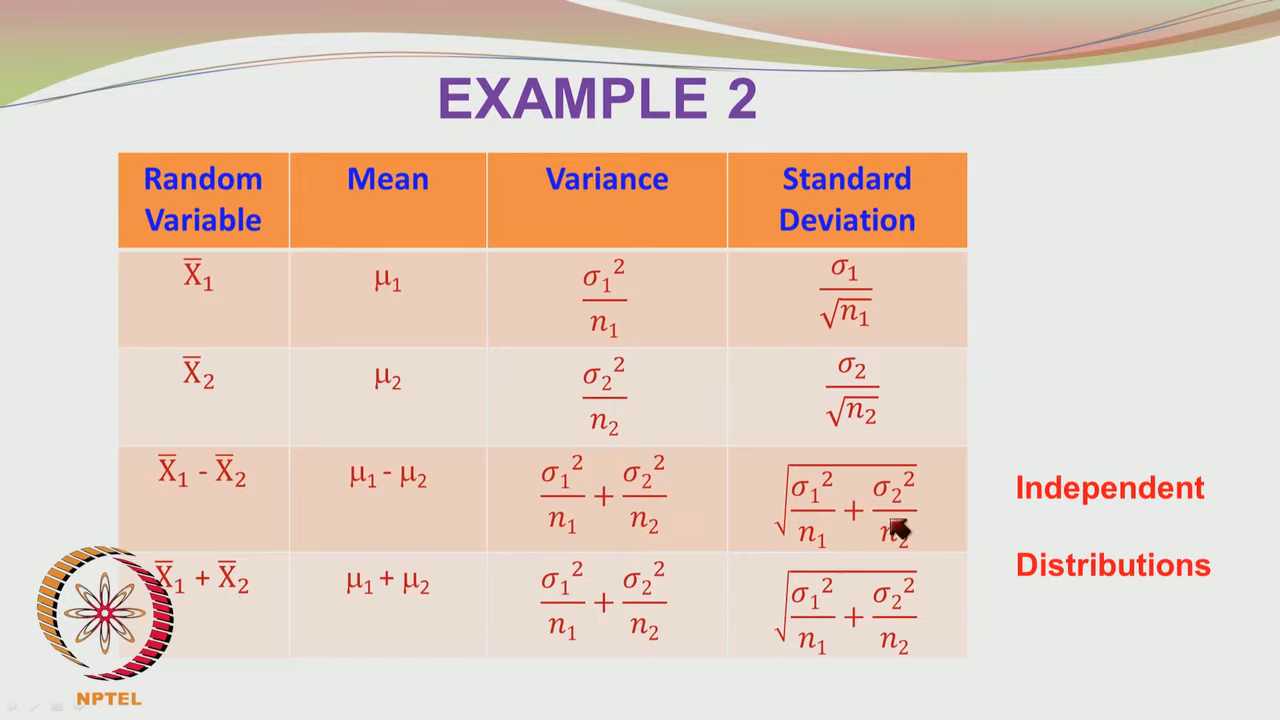 EXAMPLE 2
Random Variable | Mean | Variance | Standard Deviation
X̅₁ | μ₁ | σ₁²/n₁ | σ₁/√n₁
X̅₂ | μ₂ | σ₂²/n₂ | σ₂/√n₂
X̅₁ - X̅₂ | μ₁ - μ₂ | σ₁²/n₁ + σ₂²/n₂ | √(σ₁²/n₁ + σ₂²/n₂)
Independent
X̅₁ + X̅₂ | μ₁ + μ₂ | σ₁²/n₁ + σ₂²/n₂ | √(σ₁²/n₁ + σ₂²/n₂)
Distributions
NPTEL